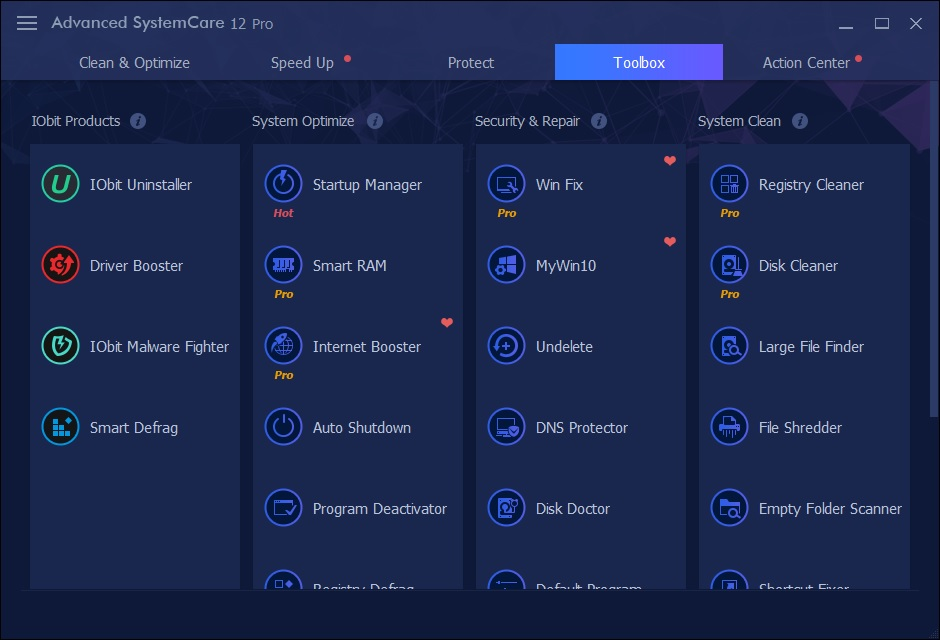 Advanced SystemCare 12 Pro
Clean & Optimize
Speed Up
Protect
Toolbox
Action Center
IObit Products
IObit Uninstaller
Driver Booster
IObit Malware Fighter
Smart Defrag
System Optimize
Startup Manager
Hot
Smart RAM
Pro
Internet Booster
Pro
Auto Shutdown
Program Deactivator
Registry Defrag
Security & Repair
Win Fix
Pro
MyWin10
Undelete
DNS Protector
Disk Doctor
Default Program
System Clean
Registry Cleaner
Pro
Disk Cleaner
Pro
Large File Finder
File Shredder
Empty Folder Scanner
Shortcut Fixer